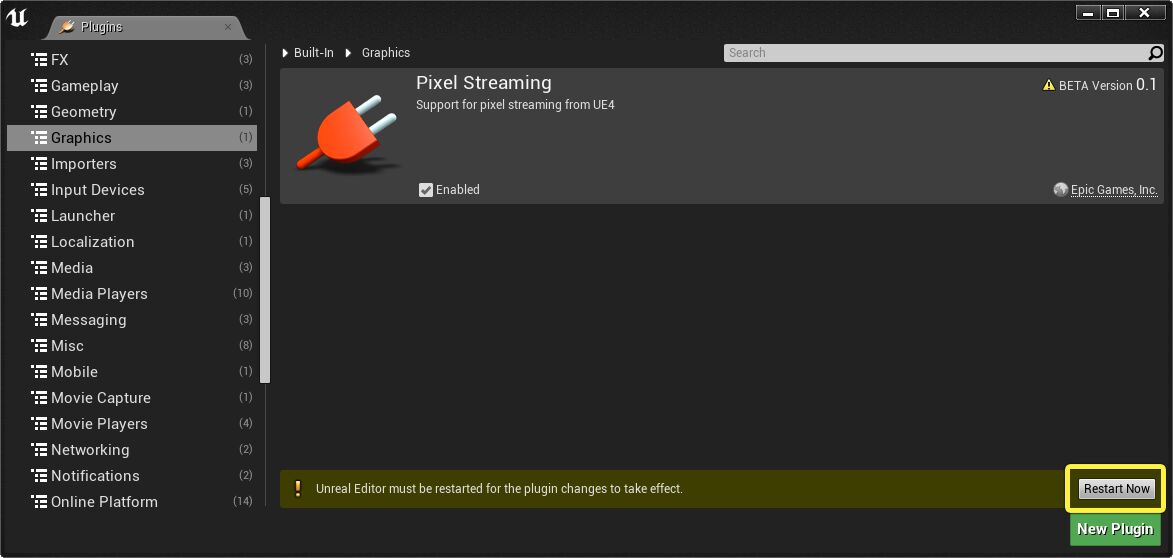 Plugins
FX (3)
Gameplay (3)
Geometry (1)
Graphics (1)
Importers (3)
Input Devices (5)
Launcher (1)
Localization (1)
Media (3)
Media Players (10)
Messaging (3)
Misc (8)
Mobile (1)
Movie Capture (1)
Movie Players (4)
Networking (2)
Notifications (2)
Online Platform (14)
Built-In Graphics
Search
Pixel Streaming
BETA Version 0.1
Support for pixel streaming from UE4
Enabled
Epic Games, Inc.
Unreal Editor must be restarted for the plugin changes to take effect.
Restart Now
New Plugin